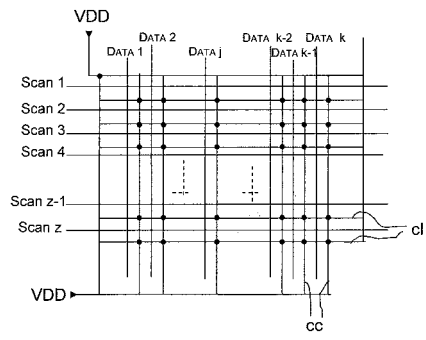 VDD
DATA 2
DATA k-2
DATA k
DATA 1
DATA j
DATA k-1
Scan 1
Scan 2
Scan 3
Scan 4
Scan z-1
Scan z
cl
VDD
cc